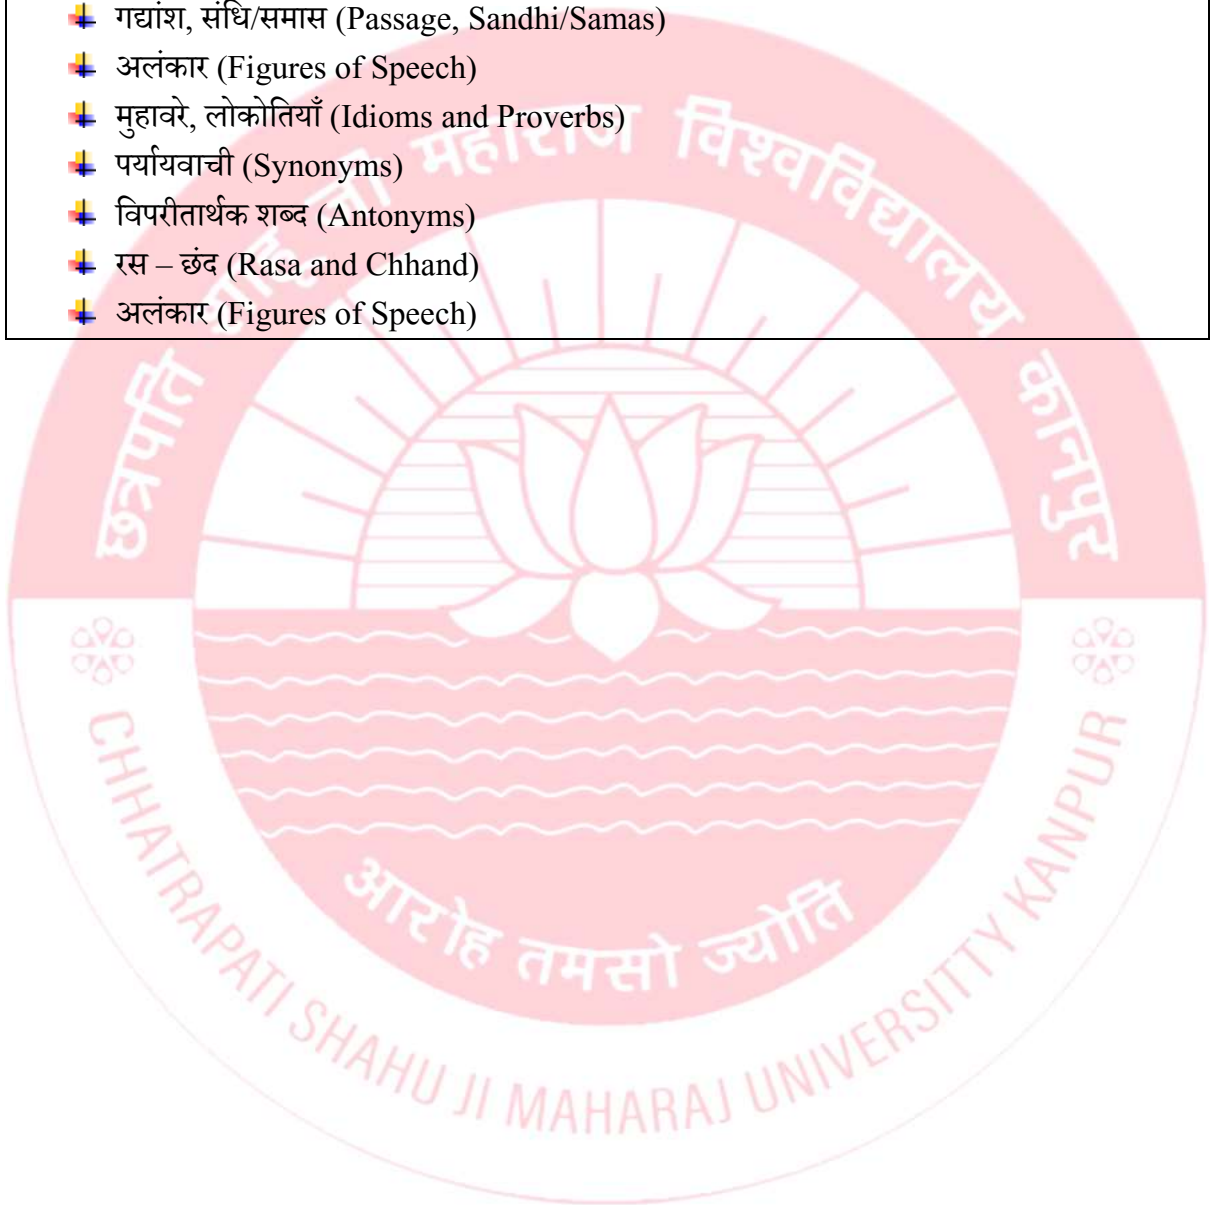 गद्यांश, संधि/समास (Passage, Sandhi/Samas)
अलंकार (Figures of Speech)
मुहावरे, लोकोतियाँ (Idioms and Proverbs)
पर्यायवाची (Synonyms)
विपरीतार्थक शब्द (Antonyms)
रस – छंद (Rasa and Chhand)
अलंकार (Figures of Speech)
छत्रपति शाहू जी महाराज विश्वविद्यालय कानपुर
आरोह तमसो ज्योति
CHHATRAPATI SHAHU JI MAHARAJ UNIVERSITTY KANPUR